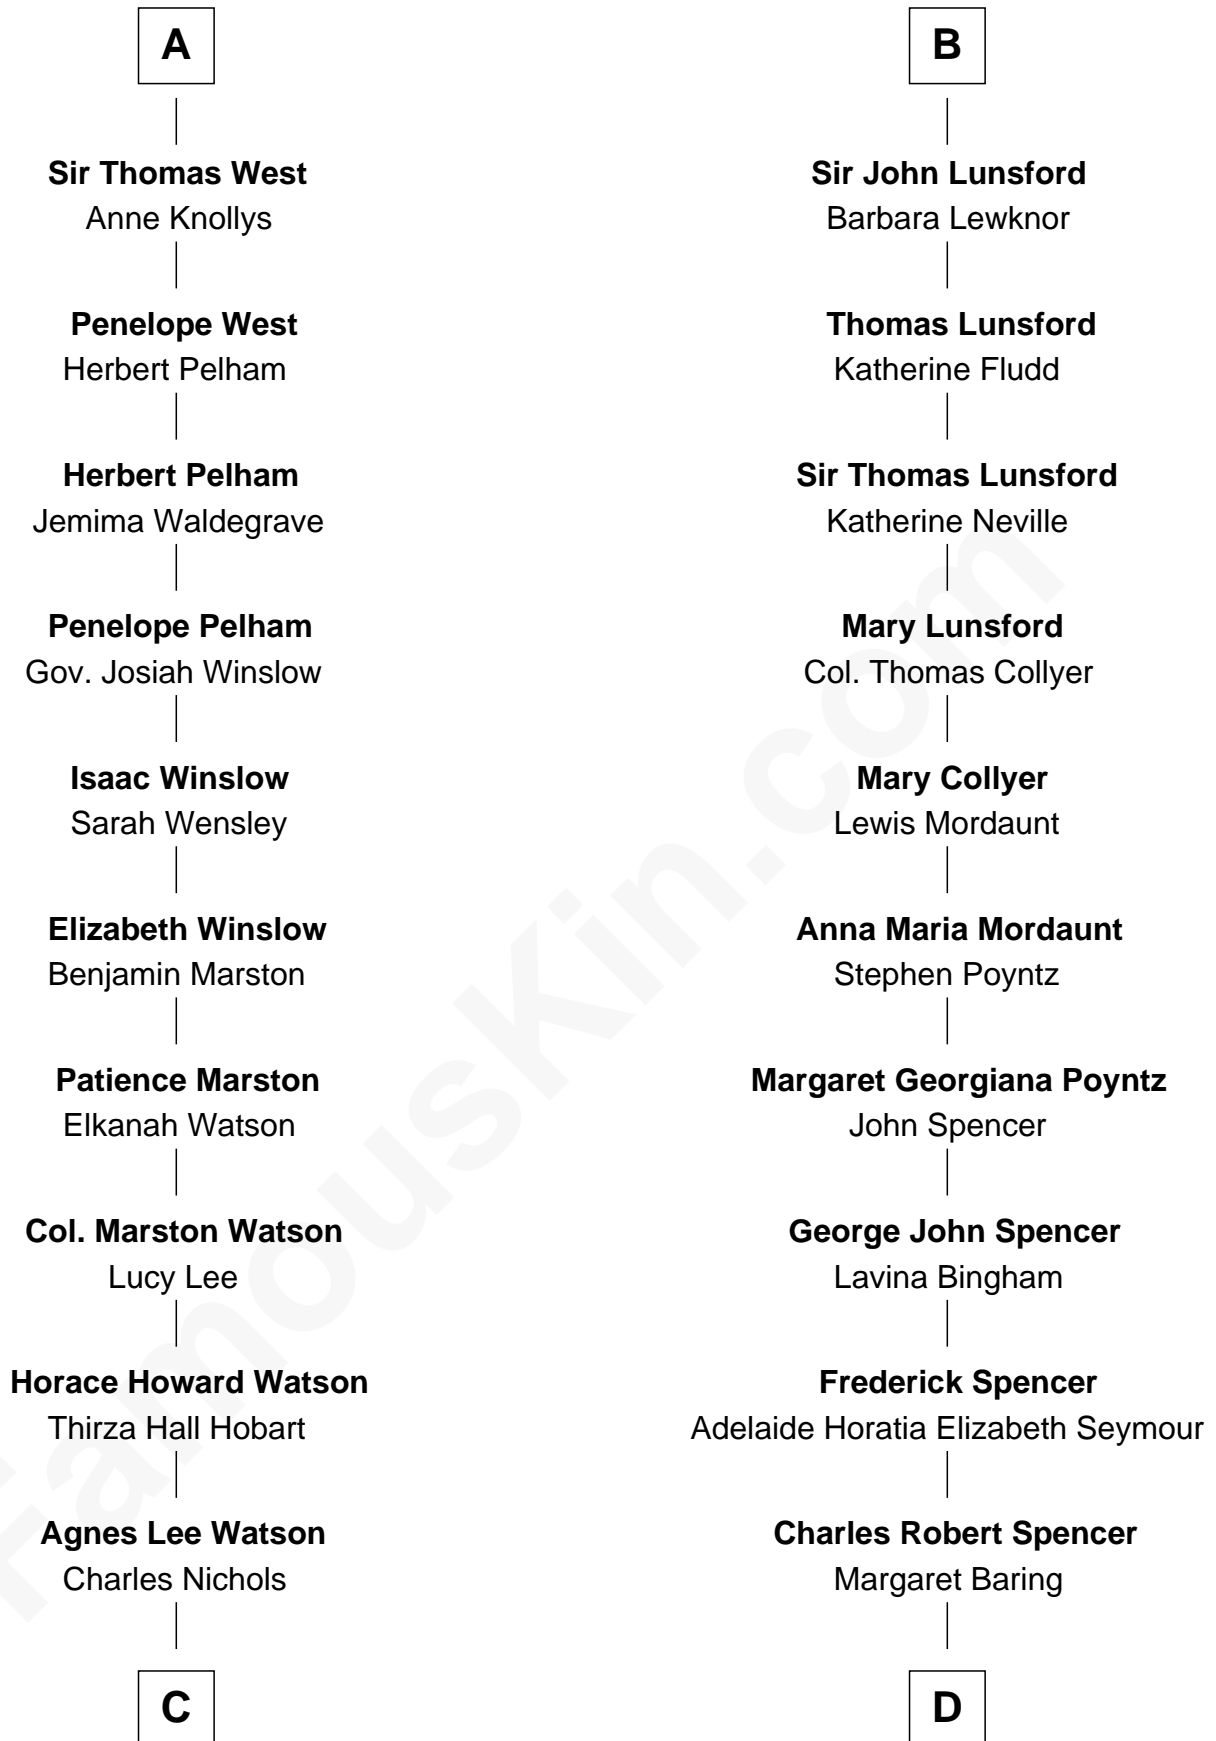 A
Sir Thomas West
Anne Knollys
Penelope West
Herbert Pelham
Herbert Pelham
Jemima Waldegrave
Penelope Pelham
Gov. Josiah Winslow
Isaac Winslow
Sarah Wensley
Elizabeth Winslow
Benjamin Marston
Patience Marston
Elkanah Watson
Col. Marston Watson
Lucy Lee
Horace Howard Watson
Thirza Hall Hobart
Agnes Lee Watson
Charles Nichols
C
B
Sir John Lunsford
Barbara Lewknor
Thomas Lunsford
Katherine Fludd
Sir Thomas Lunsford
Katherine Neville
Mary Lunsford
Col. Thomas Collyer
Mary Collyer
Lewis Mordaunt
Anna Maria Mordaunt
Stephen Poyntz
Margaret Georgiana Poyntz
John Spencer
George John Spencer
Lavina Bingham
Frederick Spencer
Adelaide Horatia Elizabeth Seymour
Charles Robert Spencer
Margaret Baring
D
FamousKin.com